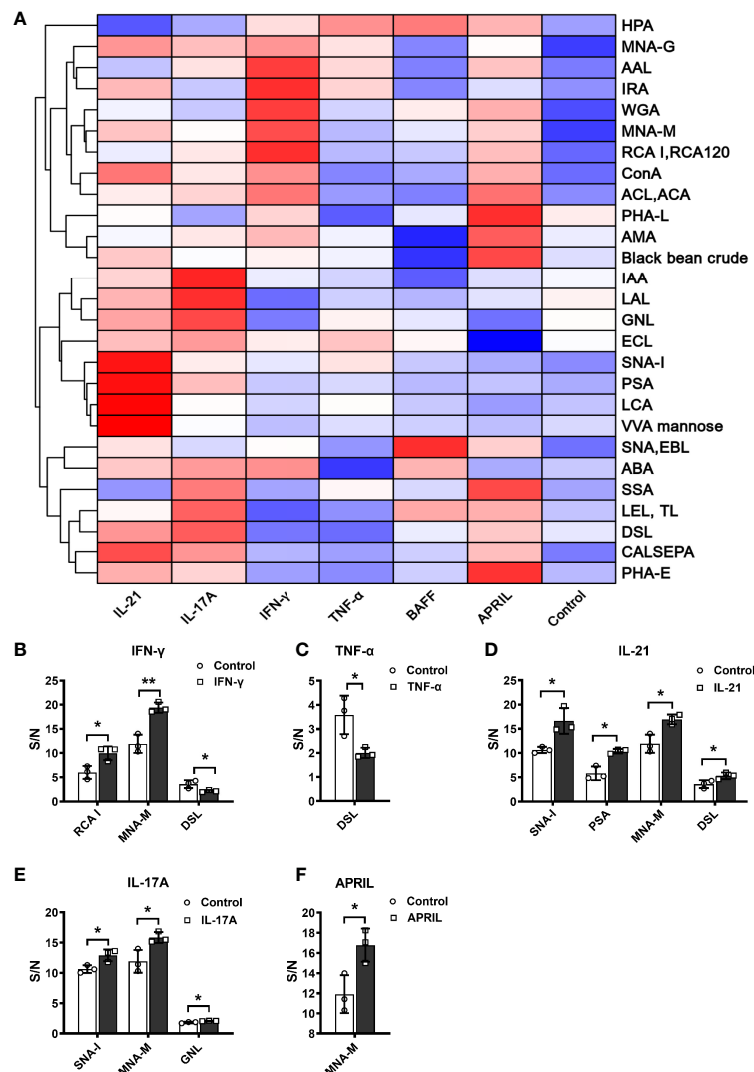 A
HPA
MNA-G
AAL
IRA
WGA
MNA-M
RCA I,RCA120
ConA
ACL,ACA
PHA-L
AMA
Black bean crude
IAA
LAL
GNL
ECL
SNA-I
PSA
LCA
VVA mannose
SNA,EBL
ABA
SSA
LEL, TL
DSL
CALSEPA
PHA-E
IL-21 IL-17A IFN-γ TNF-α BAFF APRIL Control
B IFN-γ
Control
IFN-γ
25
20
15
10
5
0
S/N
* ** *
RCA I MNA-M DSL
C TNF-α
Control
TNF-α
6
4
2
0
S/N
*
DSL
D IL-21
Control
IL-21
25
20
15
10
5
0
S/N
* * * *
SNA-I PSA MNA-M DSL
E IL-17A
Control
IL-17A
20
15
10
5
0
S/N
* * *
SNA-I MNA-M GNL
F APRIL
Control
APRIL
20
18
16
14
12
10
8
S/N
*
MNA-M